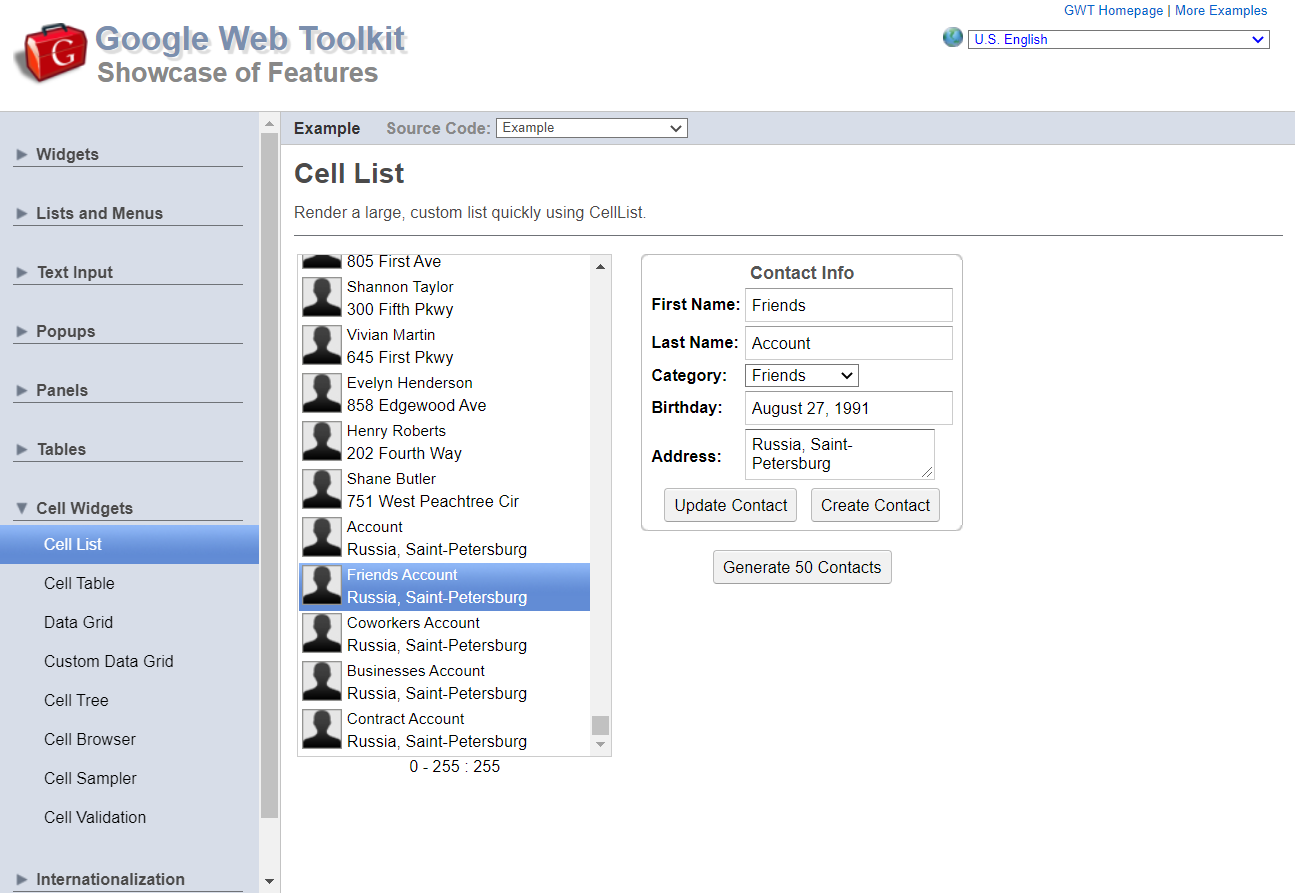 GWT Homepage | More Examples
Google Web Toolkit
Showcase of Features
U.S. English
Widgets
Lists and Menus
Text Input
Popups
Panels
Tables
Cell Widgets
Cell List
Cell Table
Data Grid
Custom Data Grid
Cell Tree
Cell Browser
Cell Sampler
Cell Validation
Internationalization
Example Source Code: Example
Cell List
Render a large, custom list quickly using CellList.
805 First Ave
Shannon Taylor
300 Fifth Pkwy
Vivian Martin
645 First Pkwy
Evelyn Henderson
858 Edgewood Ave
Henry Roberts
202 Fourth Way
Shane Butler
751 West Peachtree Cir
Account
Russia, Saint-Petersburg
Friends Account
Russia, Saint-Petersburg
Coworkers Account
Russia, Saint-Petersburg
Businesses Account
Russia, Saint-Petersburg
Contract Account
Russia, Saint-Petersburg
0 - 255 : 255
Contact Info
First Name: Friends
Last Name: Account
Category: Friends
Birthday: August 27, 1991
Address: Russia, Saint-
Petersburg
Update Contact Create Contact
Generate 50 Contacts
G